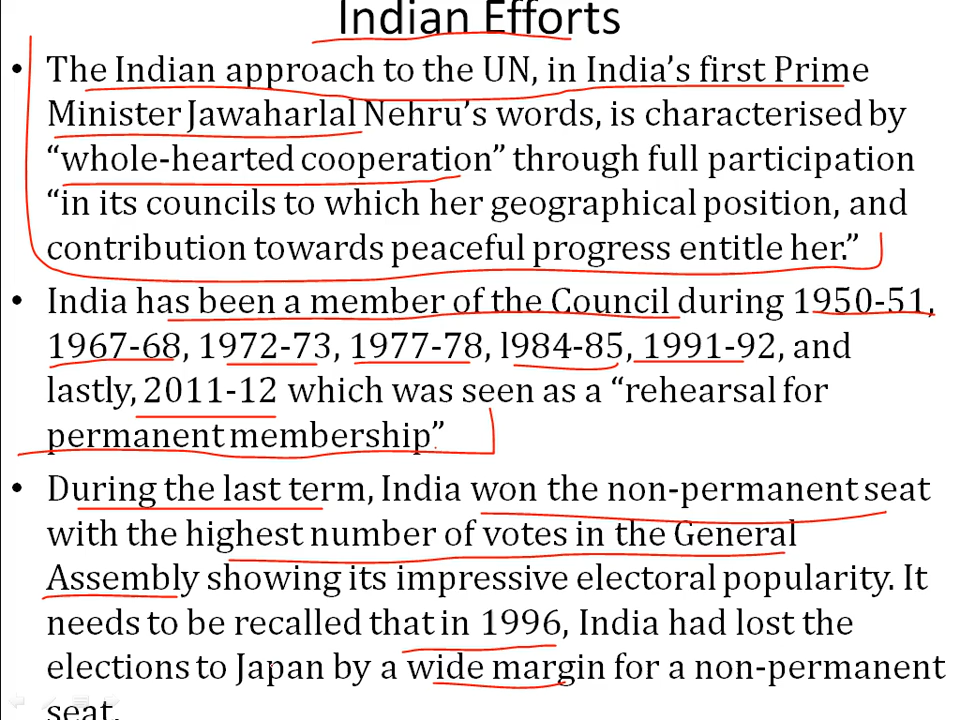 Indian Efforts
• The Indian approach to the UN, in India's first Prime
Minister Jawaharlal Nehru's words, is characterised by
“whole-hearted cooperation” through full participation
“in its councils to which her geographical position, and
contribution towards peaceful progress entitle her.”
• India has been a member of the Council during 1950-51,
1967-68, 1972-73, 1977-78, l984-85, 1991-92, and
lastly, 2011-12 which was seen as a “rehearsal for
permanent membership”
• During the last term, India won the non-permanent seat
with the highest number of votes in the General
Assembly showing its impressive electoral popularity. It
needs to be recalled that in 1996, India had lost the
elections to Japan by a wide margin for a non-permanent
seat.